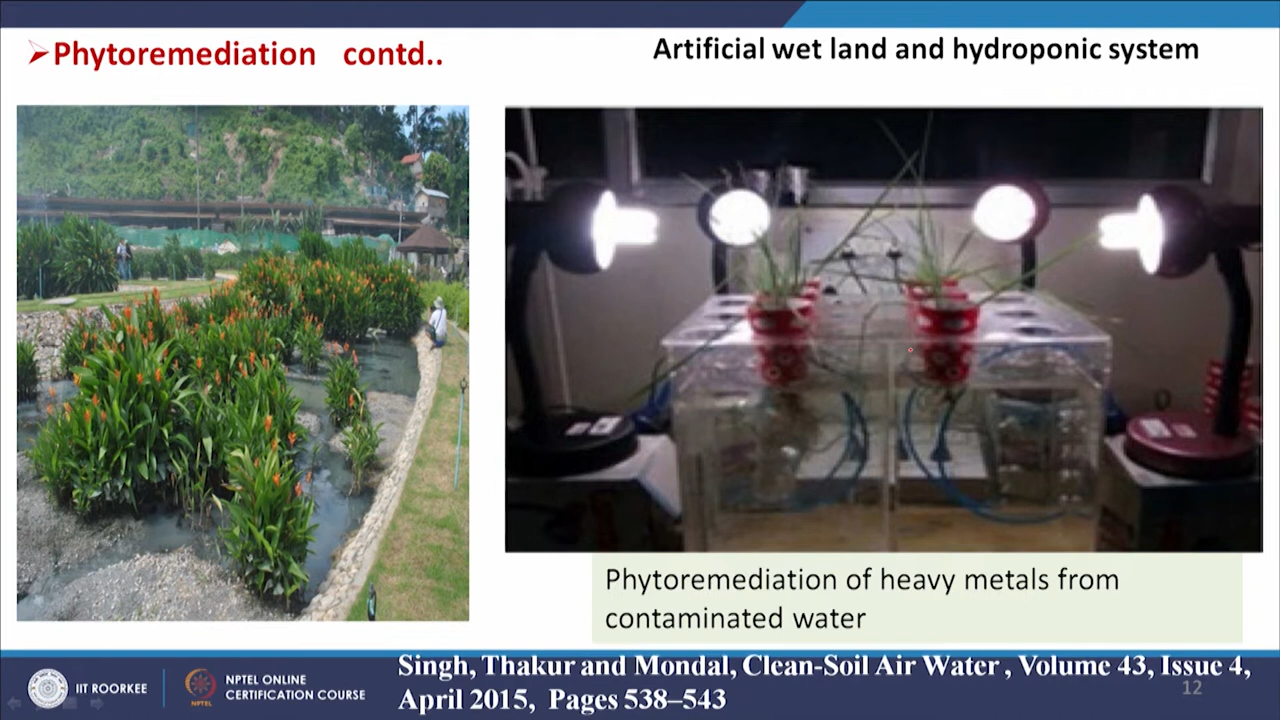 Phytoremediation contd..
Artificial wet land and hydroponic system
Phytoremediation of heavy metals from
contaminated water
IIT ROORKEE
NPTEL ONLINE
CERTIFICATION COURSE
NPTEL
Singh, Thakur and Mondal, Clean-Soil Air Water , Volume 43, Issue 4,
April 2015, Pages 538–543
12